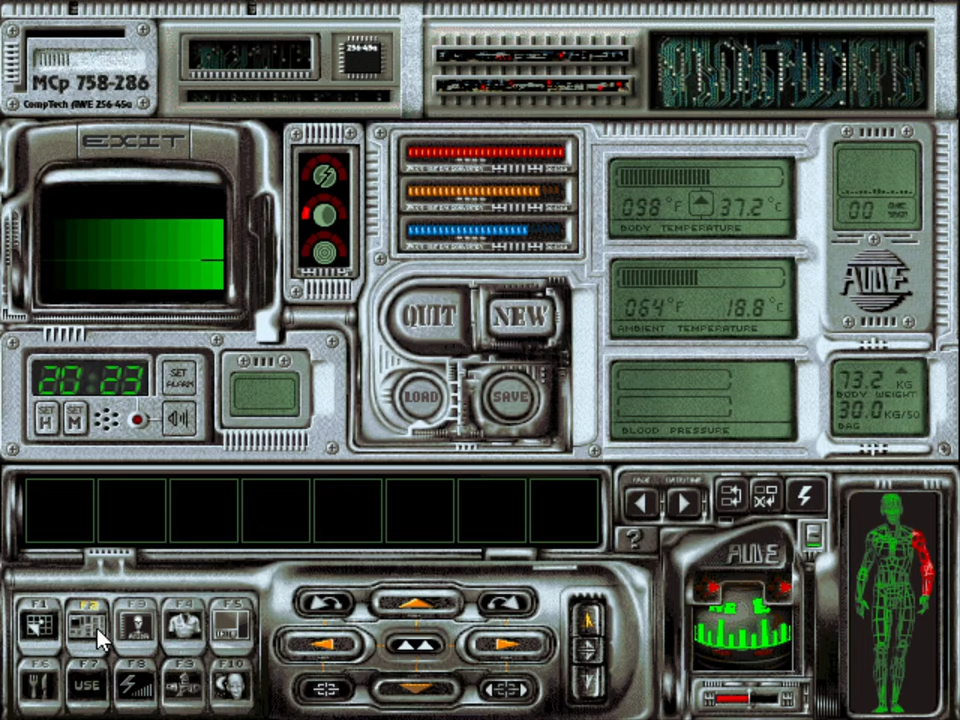 256-45a
MCp 758-286
CompTech AWE 256-45a
EXIT
098 °F 37.2 °C
BODY TEMPERATURE
00
AWE
064 °F 18.8 °C
AMBIENT TEMPERATURE
QUIT NEW
LOAD SAVE
20:23
SET ALARM
SET H
SET M
73.2 KG
BODY WEIGHT
30.0 KG/50
BAG
BLOOD PRESSURE
?
AWE
F1 F2 F3 F4 F5
F6 F7 F8 F9 F10
USE